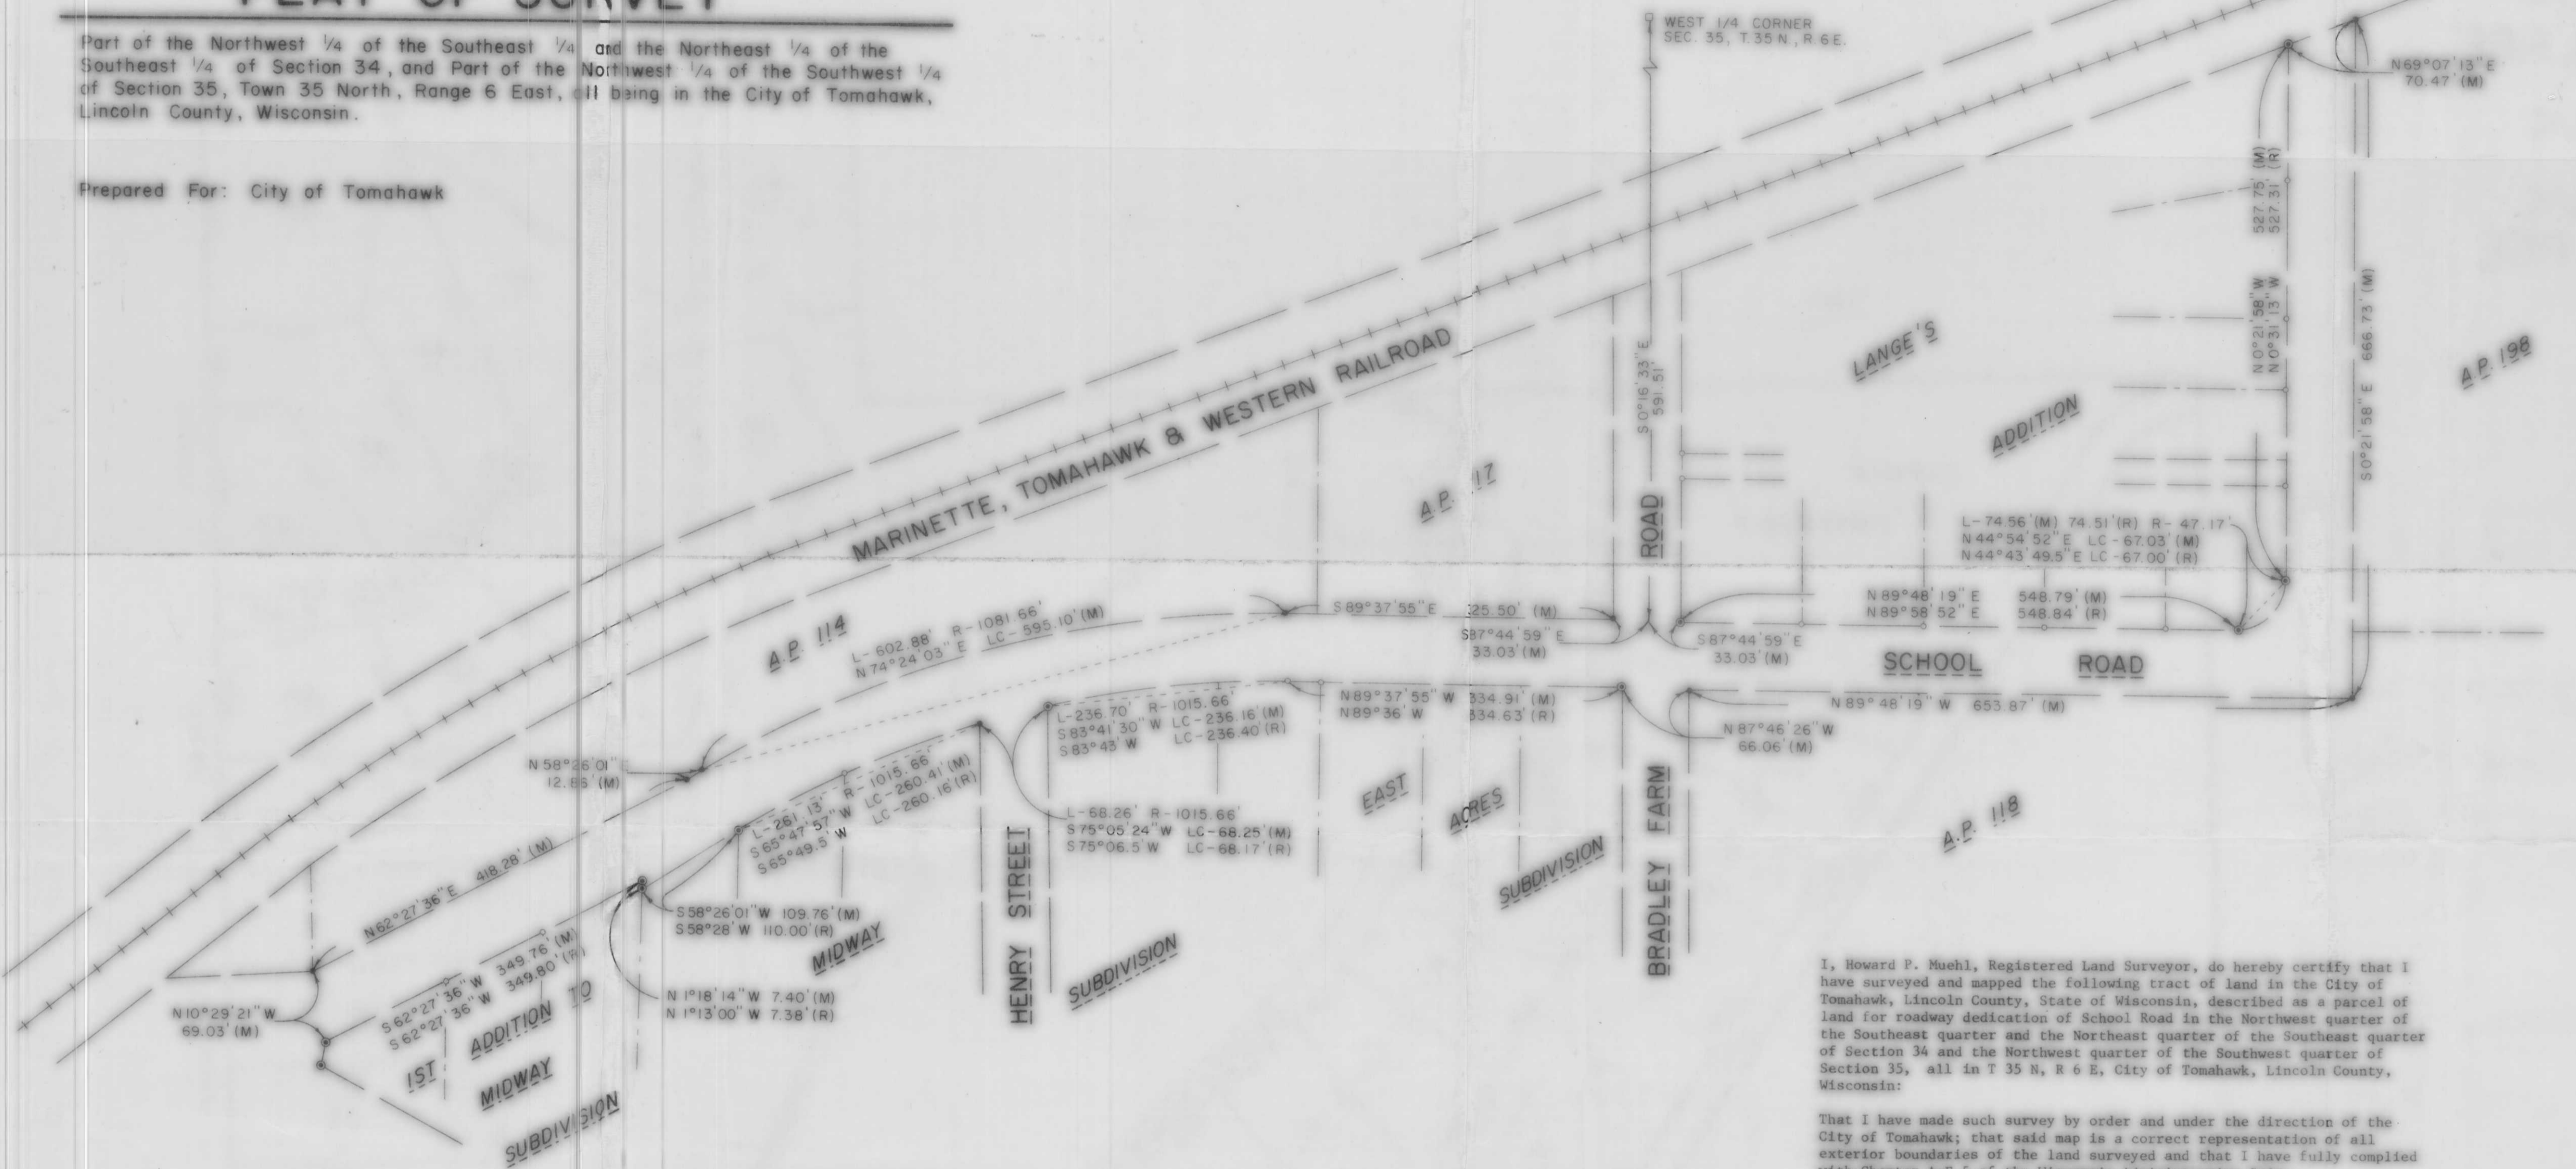 PLAT OF SURVEY
Part of the Northwest 1/4 of the Southeast 1/4 and the Northeast 1/4 of the
Southeast 1/4 of Section 34, and Part of the Northwest 1/4 of the Southwest 1/4
of Section 35, Town 35 North, Range 6 East, all being in the City of Tomahawk,
Lincoln County, Wisconsin.
Prepared For: City of Tomahawk
WEST 1/4 CORNER
SEC. 35, T.35 N., R.6 E.
N69°07'13"E
70.47' (M)
527.75' (M)
527.31' (R)
N0°21'58"W
N0°31'13"W
S0°21'58"E 666.73' (M)
A.P. 198
S0°16'33"E
591.51'
LANGE'S
ADDITION
MARINETTE, TOMAHAWK & WESTERN RAILROAD
A.P. 17
ROAD
L-74.56'(M) 74.51'(R) R-47.17'
N44°54'52"E LC-67.03'(M)
N44°43'49.5"E LC-67.00'(R)
A.P. 114
L-602.88' R-1081.66'
N74°24'03"E LC-595.10'(M)
S89°37'55"E 25.50' (M)
S87°44'59"E
33.03'(M)
S87°44'59"E
33.03'(M)
N89°48'19"E 548.79' (M)
N89°58'52"E 548.84' (R)
SCHOOL ROAD
N89°48'19"W 653.87' (M)
N87°46'26"W
66.06'(M)
N89°37'55"W 334.91' (M)
N89°36'W 334.63' (R)
L-236.70' R-1015.66'
S83°41'30"W LC-236.16'(M)
S83°43'W LC-236.40'(R)
N58°26'01"
12.86'(M)
L-261.13' R-1015.66'
S65°47'57"W LC-260.41'(M)
S65°49.5'W LC-260.16'(R)
L-68.26' R-1015.66'
S75°05'24"W LC-68.25'(M)
S75°06.5'W LC-68.17'(R)
EAST
ACRES
SUBDIVISION
BRADLEY FARM
A.P. 118
N62°27'36"E 418.28' (M)
S58°26'01"W 109.76'(M)
S58°28'W 110.00'(R)
MIDWAY
SUBDIVISION
HENRY STREET
N1°18'14"W 7.40'(M)
N1°13'00"W 7.38'(R)
N10°29'21"W
69.03'(M)
S62°27'36"W 349.76'(M)
S62°27'36"W 349.80'(R)
1ST ADDITION TO
MIDWAY
SUBDIVISION
I, Howard P. Muehl, Registered Land Surveyor, do hereby certify that I
have surveyed and mapped the following tract of land in the City of
Tomahawk, Lincoln County, State of Wisconsin, described as a parcel of
land for roadway dedication of School Road in the Northwest quarter of
the Southeast quarter and the Northeast quarter of the Southeast quarter
of Section 34 and the Northwest quarter of the Southwest quarter of
Section 35, all in T 35 N, R 6 E, City of Tomahawk, Lincoln County,
Wisconsin:
That I have made such survey by order and under the direction of the
City of Tomahawk; that said map is a correct representation of all
exterior boundaries of the land surveyed and that I have fully complied